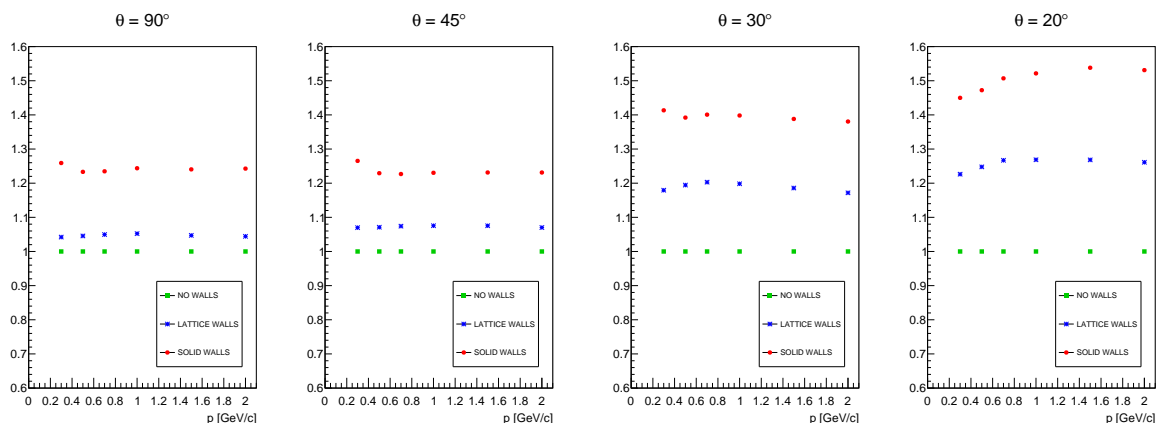 θ = 90°
1.6
1.5
1.4
1.3
1.2
1.1
1
0.9
0.8
0.7
0.6
0 0.2 0.4 0.6 0.8 1 1.2 1.4 1.6 1.8 2
p [GeV/c]
NO WALLS
LATTICE WALLS
SOLID WALLS
θ = 45°
1.6
1.5
1.4
1.3
1.2
1.1
1
0.9
0.8
0.7
0.6
0 0.2 0.4 0.6 0.8 1 1.2 1.4 1.6 1.8 2
p [GeV/c]
NO WALLS
LATTICE WALLS
SOLID WALLS
θ = 30°
1.6
1.5
1.4
1.3
1.2
1.1
1
0.9
0.8
0.7
0.6
0 0.2 0.4 0.6 0.8 1 1.2 1.4 1.6 1.8 2
p [GeV/c]
NO WALLS
LATTICE WALLS
SOLID WALLS
θ = 20°
1.6
1.5
1.4
1.3
1.2
1.1
1
0.9
0.8
0.7
0.6
0 0.2 0.4 0.6 0.8 1 1.2 1.4 1.6 1.8 2
p [GeV/c]
NO WALLS
LATTICE WALLS
SOLID WALLS